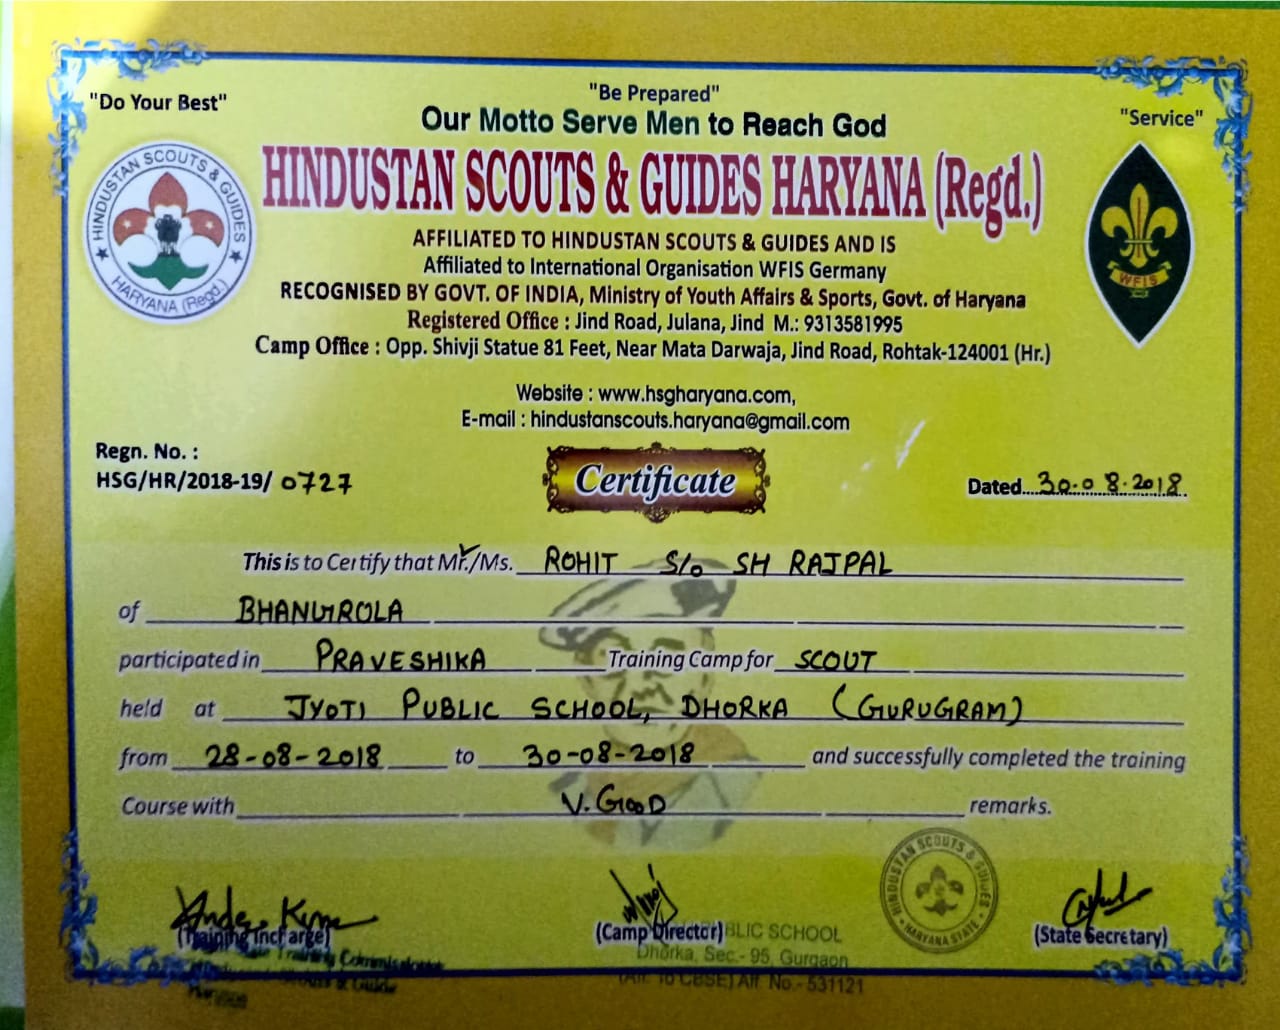 "Be Prepared"
"Do Your Best"
Our Motto Serve Men to Reach God
"Service"
HINDUSTAN SCOUTS & GUIDES HARYANA (Regd.)
HINDUSTAN SCOUTS & GUIDES
HARYANA (Regd.)
WFIS
AFFILIATED TO HINDUSTAN SCOUTS & GUIDES AND IS
Affiliated to International Organisation WFIS Germany
RECOGNISED BY GOVT. OF INDIA, Ministry of Youth Affairs & Sports, Govt. of Haryana
Registered Office : Jind Road, Julana, Jind M.: 9313581995
Camp Office : Opp. Shivji Statue 81 Feet, Near Mata Darwaja, Jind Road, Rohtak-124001 (Hr.)
Website : www.hsgharyana.com,
E-mail : hindustanscouts.haryana@gmail.com
Regn. No. :
HSG/HR/2018-19/ 0727
Certificate
Dated 30.08.2018
This is to Certify that Mr./Ms. ROHIT S/o SH RAJPAL
of BHANGROLA
participated in PRAVESHIKA Training Camp for SCOUT
held at JYOTI PUBLIC SCHOOL, DHORKA (GURUGRAM)
from 28-08-2018 to 30-08-2018 and successfully completed the training
Course with V. GOOD remarks.
HINDUSTAN SCOUTS & GUIDES
HARYANA STATE
(Training Incharge)
(Camp Director)
(State Secretary)
BLIC SCHOOL
Dhorka, Sec.- 95, Gurgaon
(Aff. To CBSE) Aff No.- 531121
Training Commissioner
& Guide